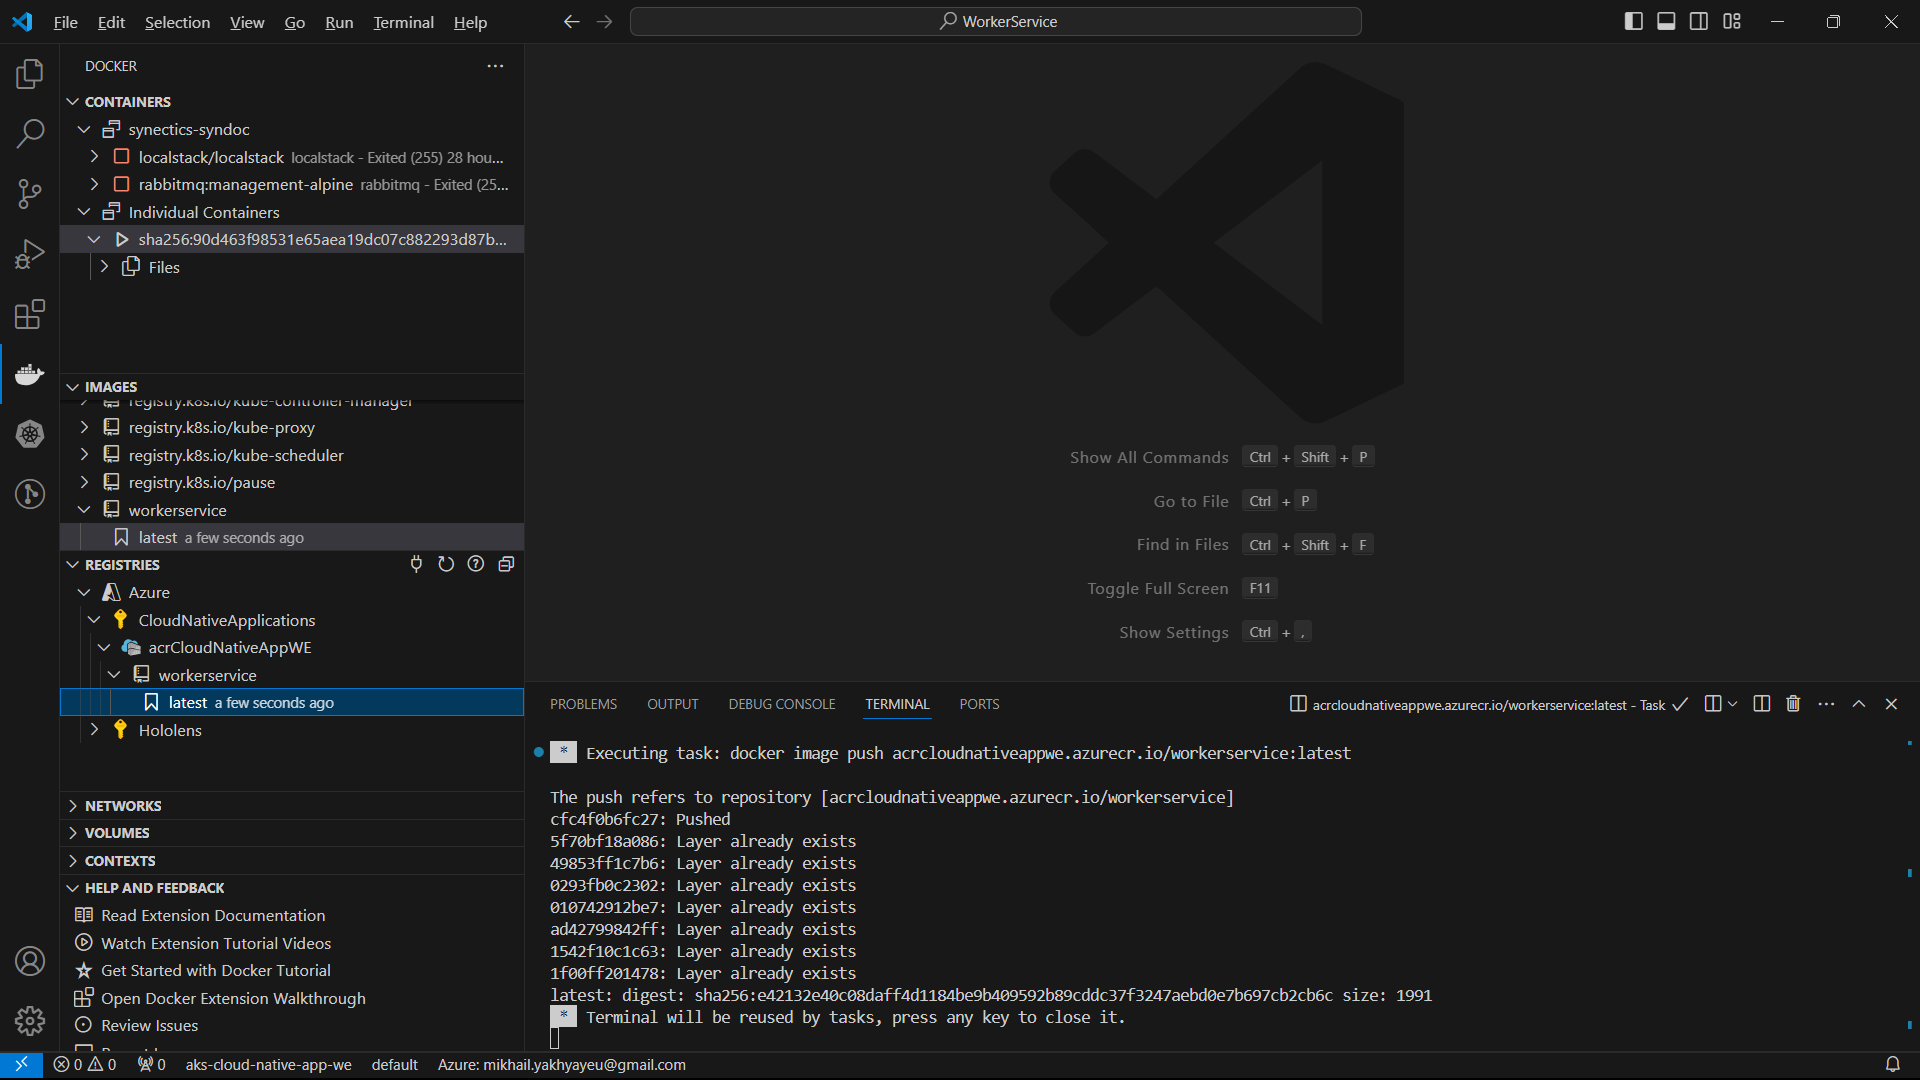 File Edit Selection View Go Run Terminal Help
WorkerService
DOCKER
CONTAINERS
synectics-syndoc
localstack/localstack localstack - Exited (255) 28 hou...
rabbitmq:management-alpine rabbitmq - Exited (25...
Individual Containers
sha256:90d463f98531e65aea19dc07c882293d87b...
Files
IMAGES
registry.k8s.io/kube-controller-manager
registry.k8s.io/kube-proxy
registry.k8s.io/kube-scheduler
registry.k8s.io/pause
workerservice
latest a few seconds ago
REGISTRIES
Azure
CloudNativeApplications
acrCloudNativeAppWE
workerservice
latest a few seconds ago
Hololens
NETWORKS
VOLUMES
CONTEXTS
HELP AND FEEDBACK
Read Extension Documentation
Watch Extension Tutorial Videos
Get Started with Docker Tutorial
Open Docker Extension Walkthrough
Review Issues
Show All Commands Ctrl + Shift + P
Go to File Ctrl + P
Find in Files Ctrl + Shift + F
Toggle Full Screen F11
Show Settings Ctrl + ,
PROBLEMS OUTPUT DEBUG CONSOLE TERMINAL PORTS acrcloudnativeappwe.azurecr.io/workerservice:latest - Task
* Executing task: docker image push acrcloudnativeappwe.azurecr.io/workerservice:latest
The push refers to repository [acrcloudnativeappwe.azurecr.io/workerservice]
cfc4f0b6fc27: Pushed
5f70bf18a086: Layer already exists
49853ff1c7b6: Layer already exists
0293fb0c2302: Layer already exists
010742912be7: Layer already exists
ad42799842ff: Layer already exists
1542f10c1c63: Layer already exists
1f00ff201478: Layer already exists
latest: digest: sha256:e42132e40c08daff4d1184be9b409592b89cddc37f3247aebd0e7b697cb2cb6c size: 1991
* Terminal will be reused by tasks, press any key to close it.
0 0 0 aks-cloud-native-app-we default Azure: mikhail.yakhyayeu@gmail.com